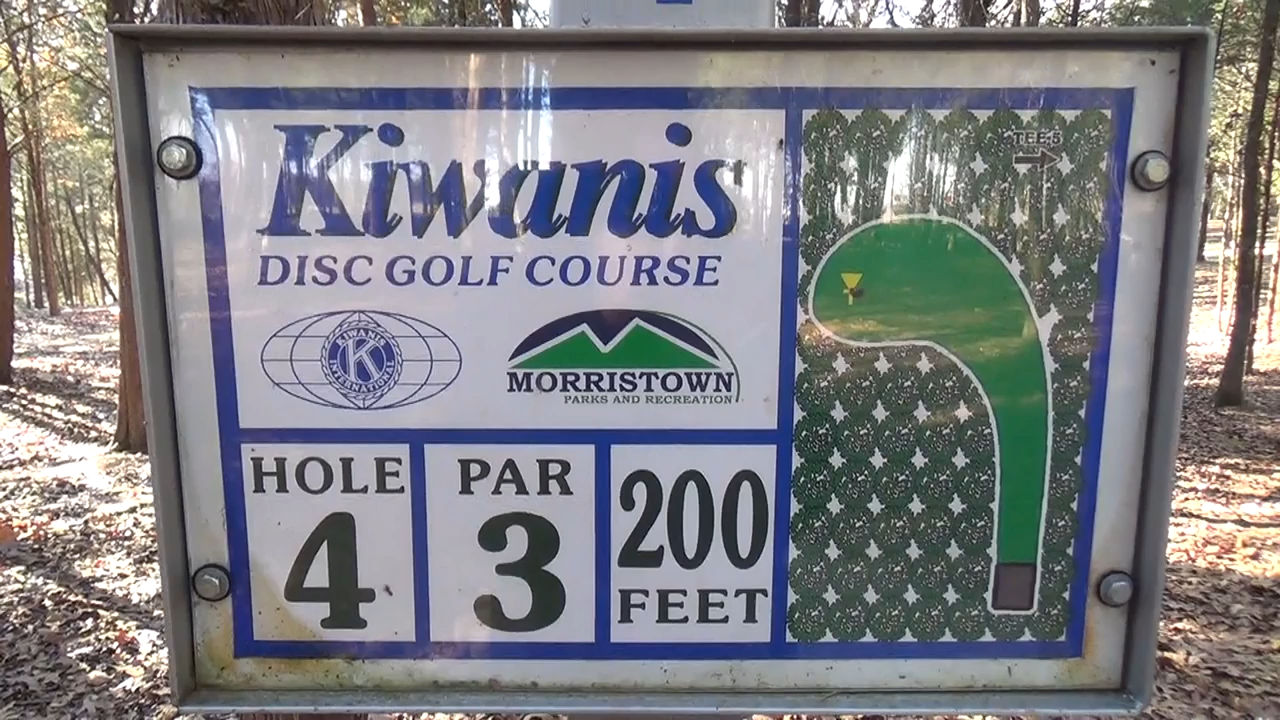 Kiwanis
DISC GOLF COURSE
KIWANIS
K
INTERNATIONAL
MORRISTOWN
PARKS AND RECREATION
HOLE
4
PAR
3
200
FEET
TEE 5